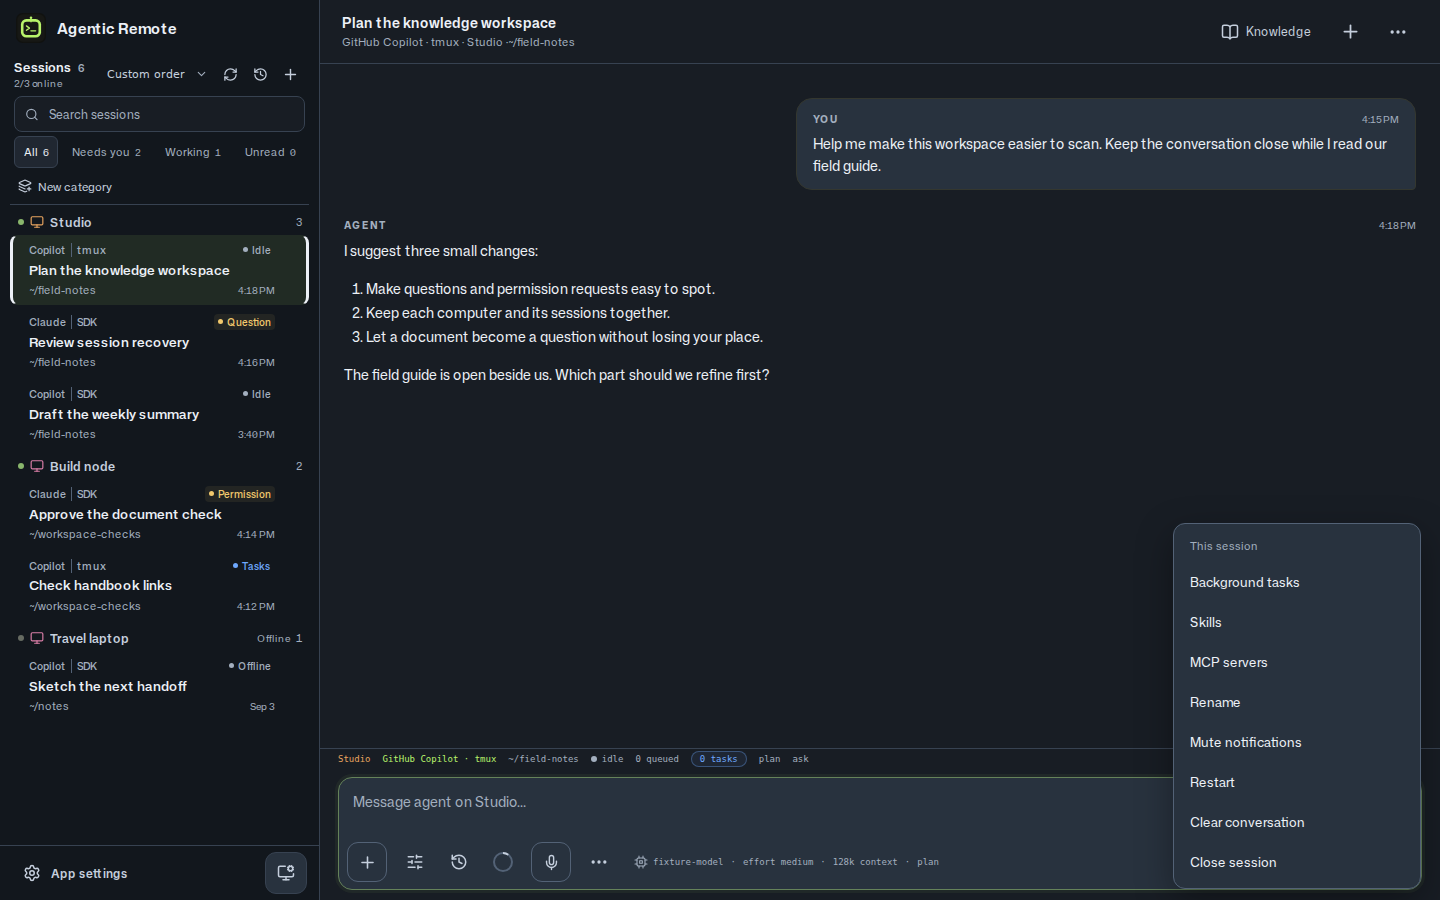 Agentic Remote
Sessions 6
2/3 online
Custom order
Search sessions
All 6
Needs you 2
Working 1
Unread 0
New category
Studio 3
Copilot | tmux
Idle
Plan the knowledge workspace
~/field-notes
4:18 PM
Claude | SDK
Question
Review session recovery
~/field-notes
4:16 PM
Copilot | SDK
Idle
Draft the weekly summary
~/field-notes
3:40 PM
Build node 2
Claude | SDK
Permission
Approve the document check
~/workspace-checks
4:14 PM
Copilot | tmux
Tasks
Check handbook links
~/workspace-checks
4:12 PM
Travel laptop
Offline 1
Copilot | SDK
Offline
Sketch the next handoff
~/notes
Sep 3
App settings
Plan the knowledge workspace
GitHub Copilot · tmux · Studio · ~/field-notes
Knowledge
YOU
4:15 PM
Help me make this workspace easier to scan. Keep the conversation close while I read our
field guide.
AGENT
4:18 PM
I suggest three small changes:
1. Make questions and permission requests easy to spot.
2. Keep each computer and its sessions together.
3. Let a document become a question without losing your place.
The field guide is open beside us. Which part should we refine first?
This session
Background tasks
Skills
MCP servers
Rename
Mute notifications
Restart
Clear conversation
Close session
Studio GitHub Copilot · tmux ~/field-notes idle 0 queued 0 tasks plan ask
Message agent on Studio...
fixture-model · effort medium · 128k context · plan